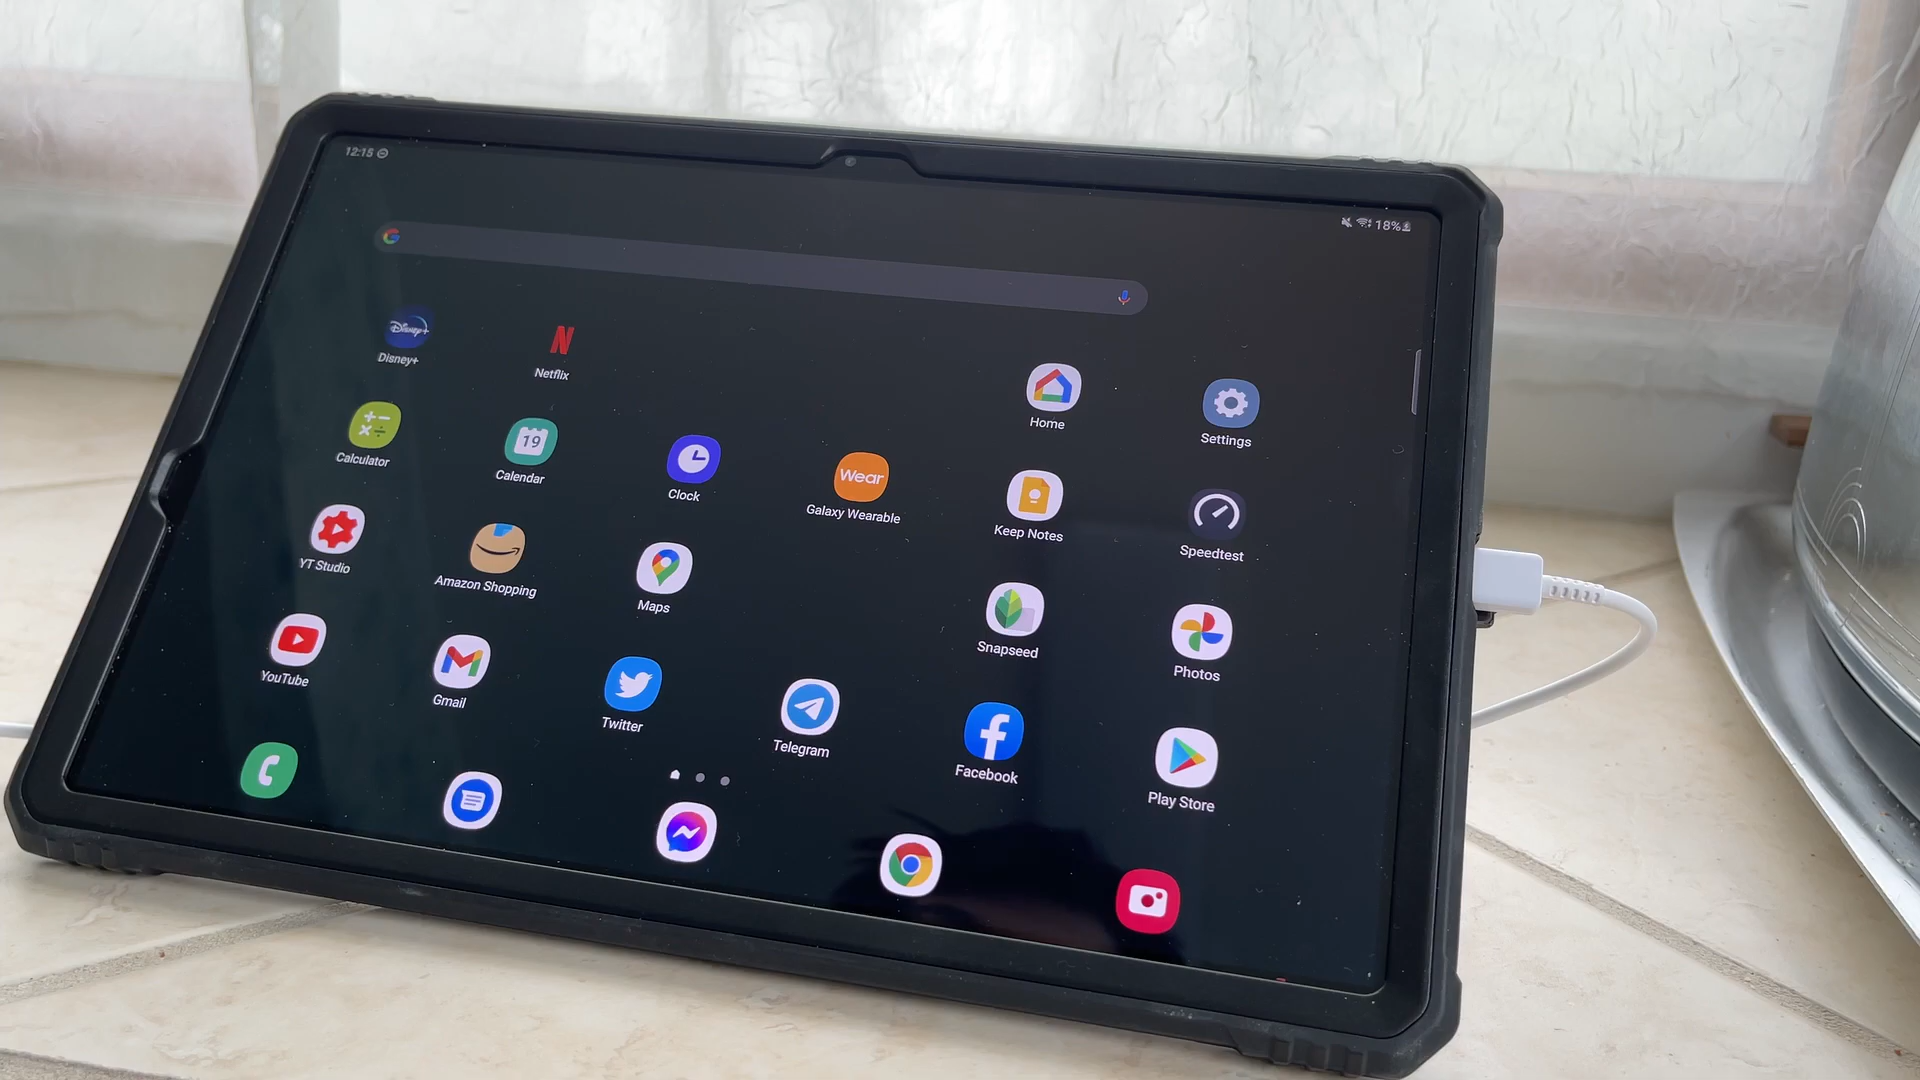 12:15
18%
Disney+
Disney+
N
Netflix
Home
Settings
Calculator
19
Calendar
Clock
Wear
Galaxy Wearable
Keep Notes
Speedtest
YT Studio
Amazon Shopping
Maps
Snapseed
Photos
YouTube
Gmail
Twitter
Telegram
Facebook
Play Store